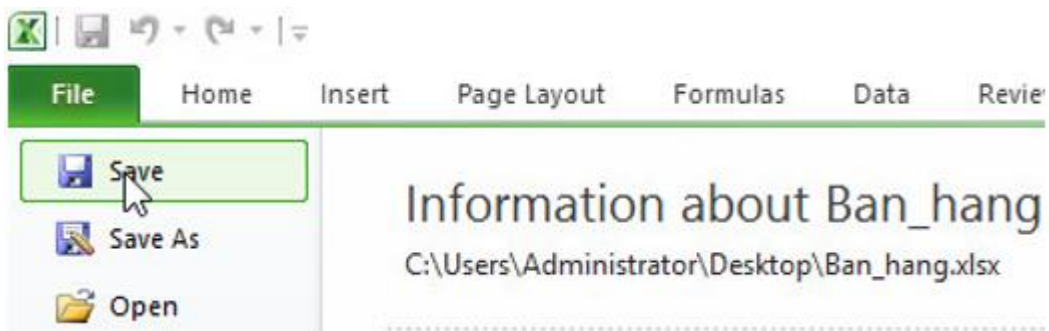 File Home Insert Page Layout Formulas Data Revie
Save
Save As
Open
Information about Ban_hang
C:\Users\Administrator\Desktop\Ban_hang.xlsx